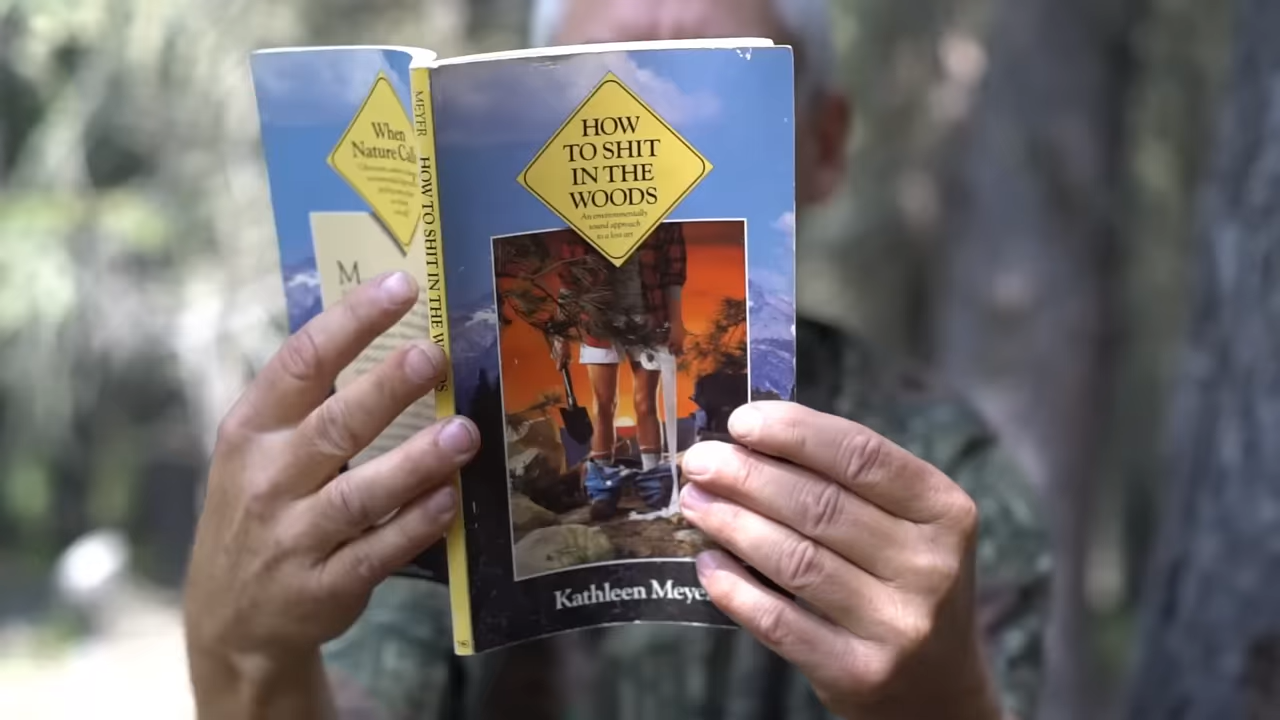 When
Nature Cal
M
MEYER HOW TO SHIT IN THE W DS
HOW
TO SHIT
IN THE
WOODS
An environmentally
sound approach
to a lost art
Kathleen Meye